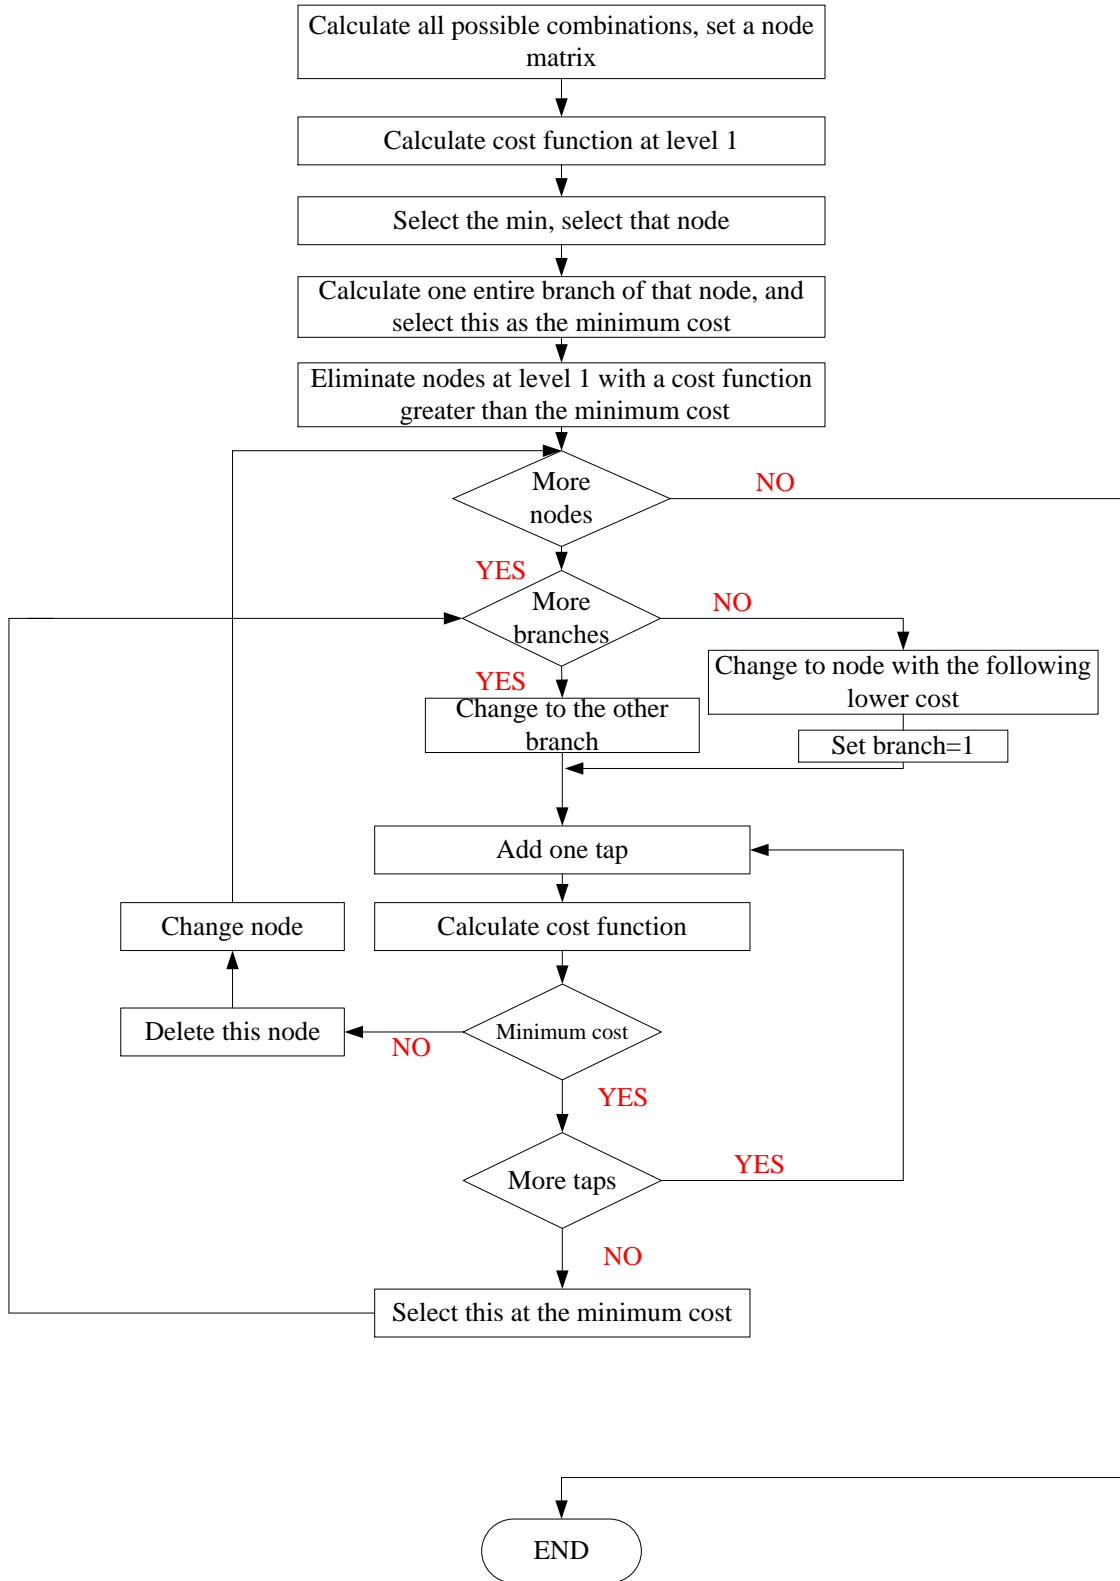 Calculate all possible combinations, set a node
matrix
Calculate cost function at level 1
Select the min, select that node
Calculate one entire branch of that node, and
select this as the minimum cost
Eliminate nodes at level 1 with a cost function
greater than the minimum cost
More
nodes
NO
YES
More
branches
NO
YES
Change to the other
branch
Change to node with the following
lower cost
Set branch=1
Add one tap
Change node
Calculate cost function
Delete this node
NO
Minimum cost
YES
More taps
YES
NO
Select this at the minimum cost
END